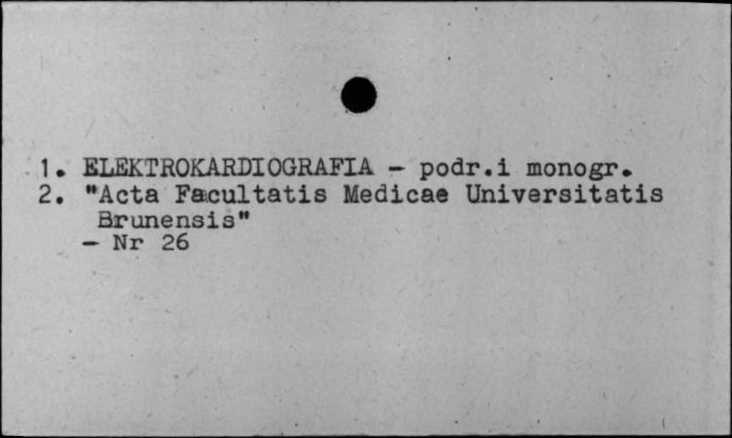 1. ELEKTROKARDIOGRAFIA - podr.i monogr.
2. "Acta Facultatis Medicae Universitatis
Brunensis"
- Nr 26